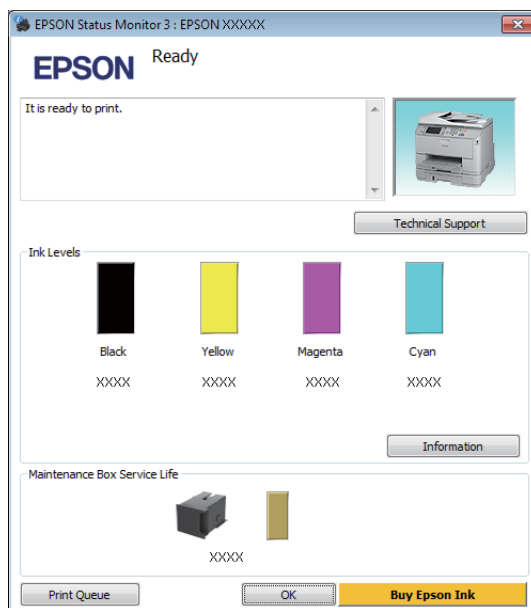 EPSON Status Monitor 3 : EPSON XXXXX
EPSON
Ready
It is ready to print.
Technical Support
Ink Levels
Black Yellow Magenta Cyan
XXXX XXXX XXXX XXXX
Information
Maintenance Box Service Life
XXXX
Print Queue OK Buy Epson Ink